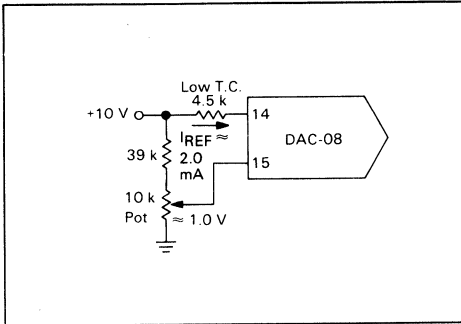 Low T.C.
4.5 k
+10 V
14
IREF ≈
2.0
mA
DAC-08
39 k
15
10 k
Pot
≈ 1.0 V